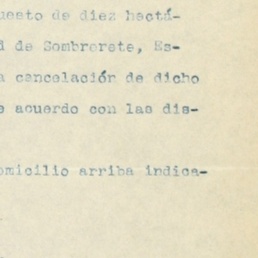 uesto de diez hectá-
d de Sombrerete, Es-
a cancelación de dicho
e acuerdo con las dis-
omicilio arriba indica-